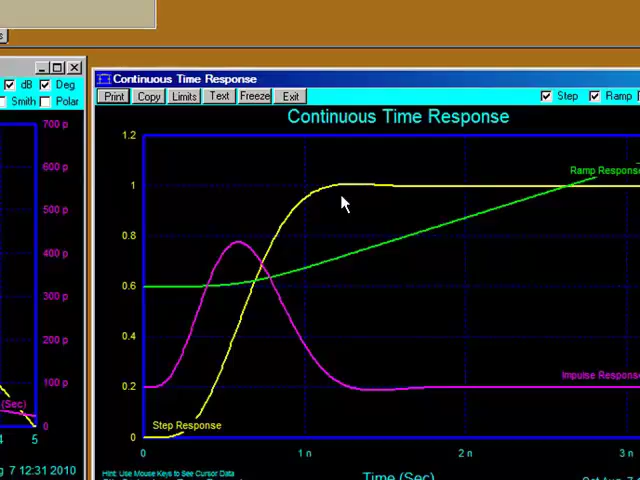 s
dB Deg
Smith Polar
Continuous Time Response
Print Copy Limits Text Freeze Exit
Step Ramp
Continuous Time Response
700 p
600 p
500 p
400 p
300 p
200 p
100 p
0
(Sec)
4 5
g 7 12:31 2010
1.2
1
0.8
0.6
0.4
0.2
0
Ramp Response
Impulse Response
Step Response
0 1 n 2 n 3 n
Hint: Use Mouse Keys to See Cursor Data
Time (Sec)